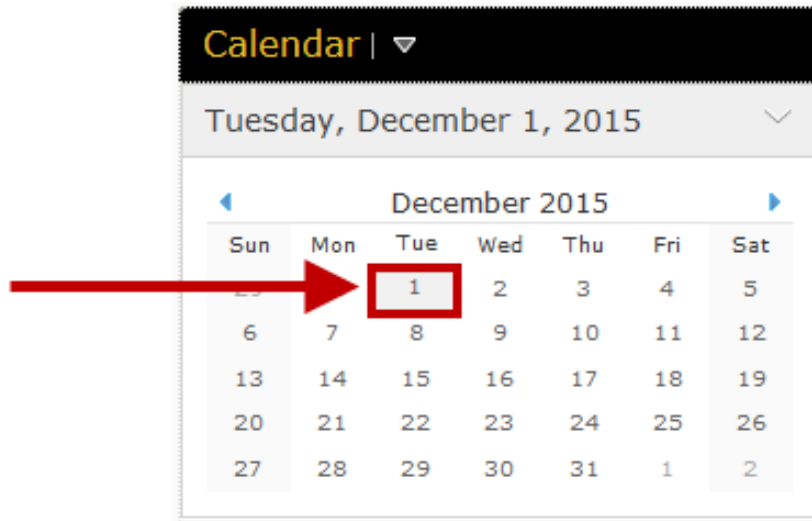 Calendar |
Tuesday, December 1, 2015
December 2015
Sun Mon Tue Wed Thu Fri Sat
1 2 3 4 5
6 7 8 9 10 11 12
13 14 15 16 17 18 19
20 21 22 23 24 25 26
27 28 29 30 31 1 2